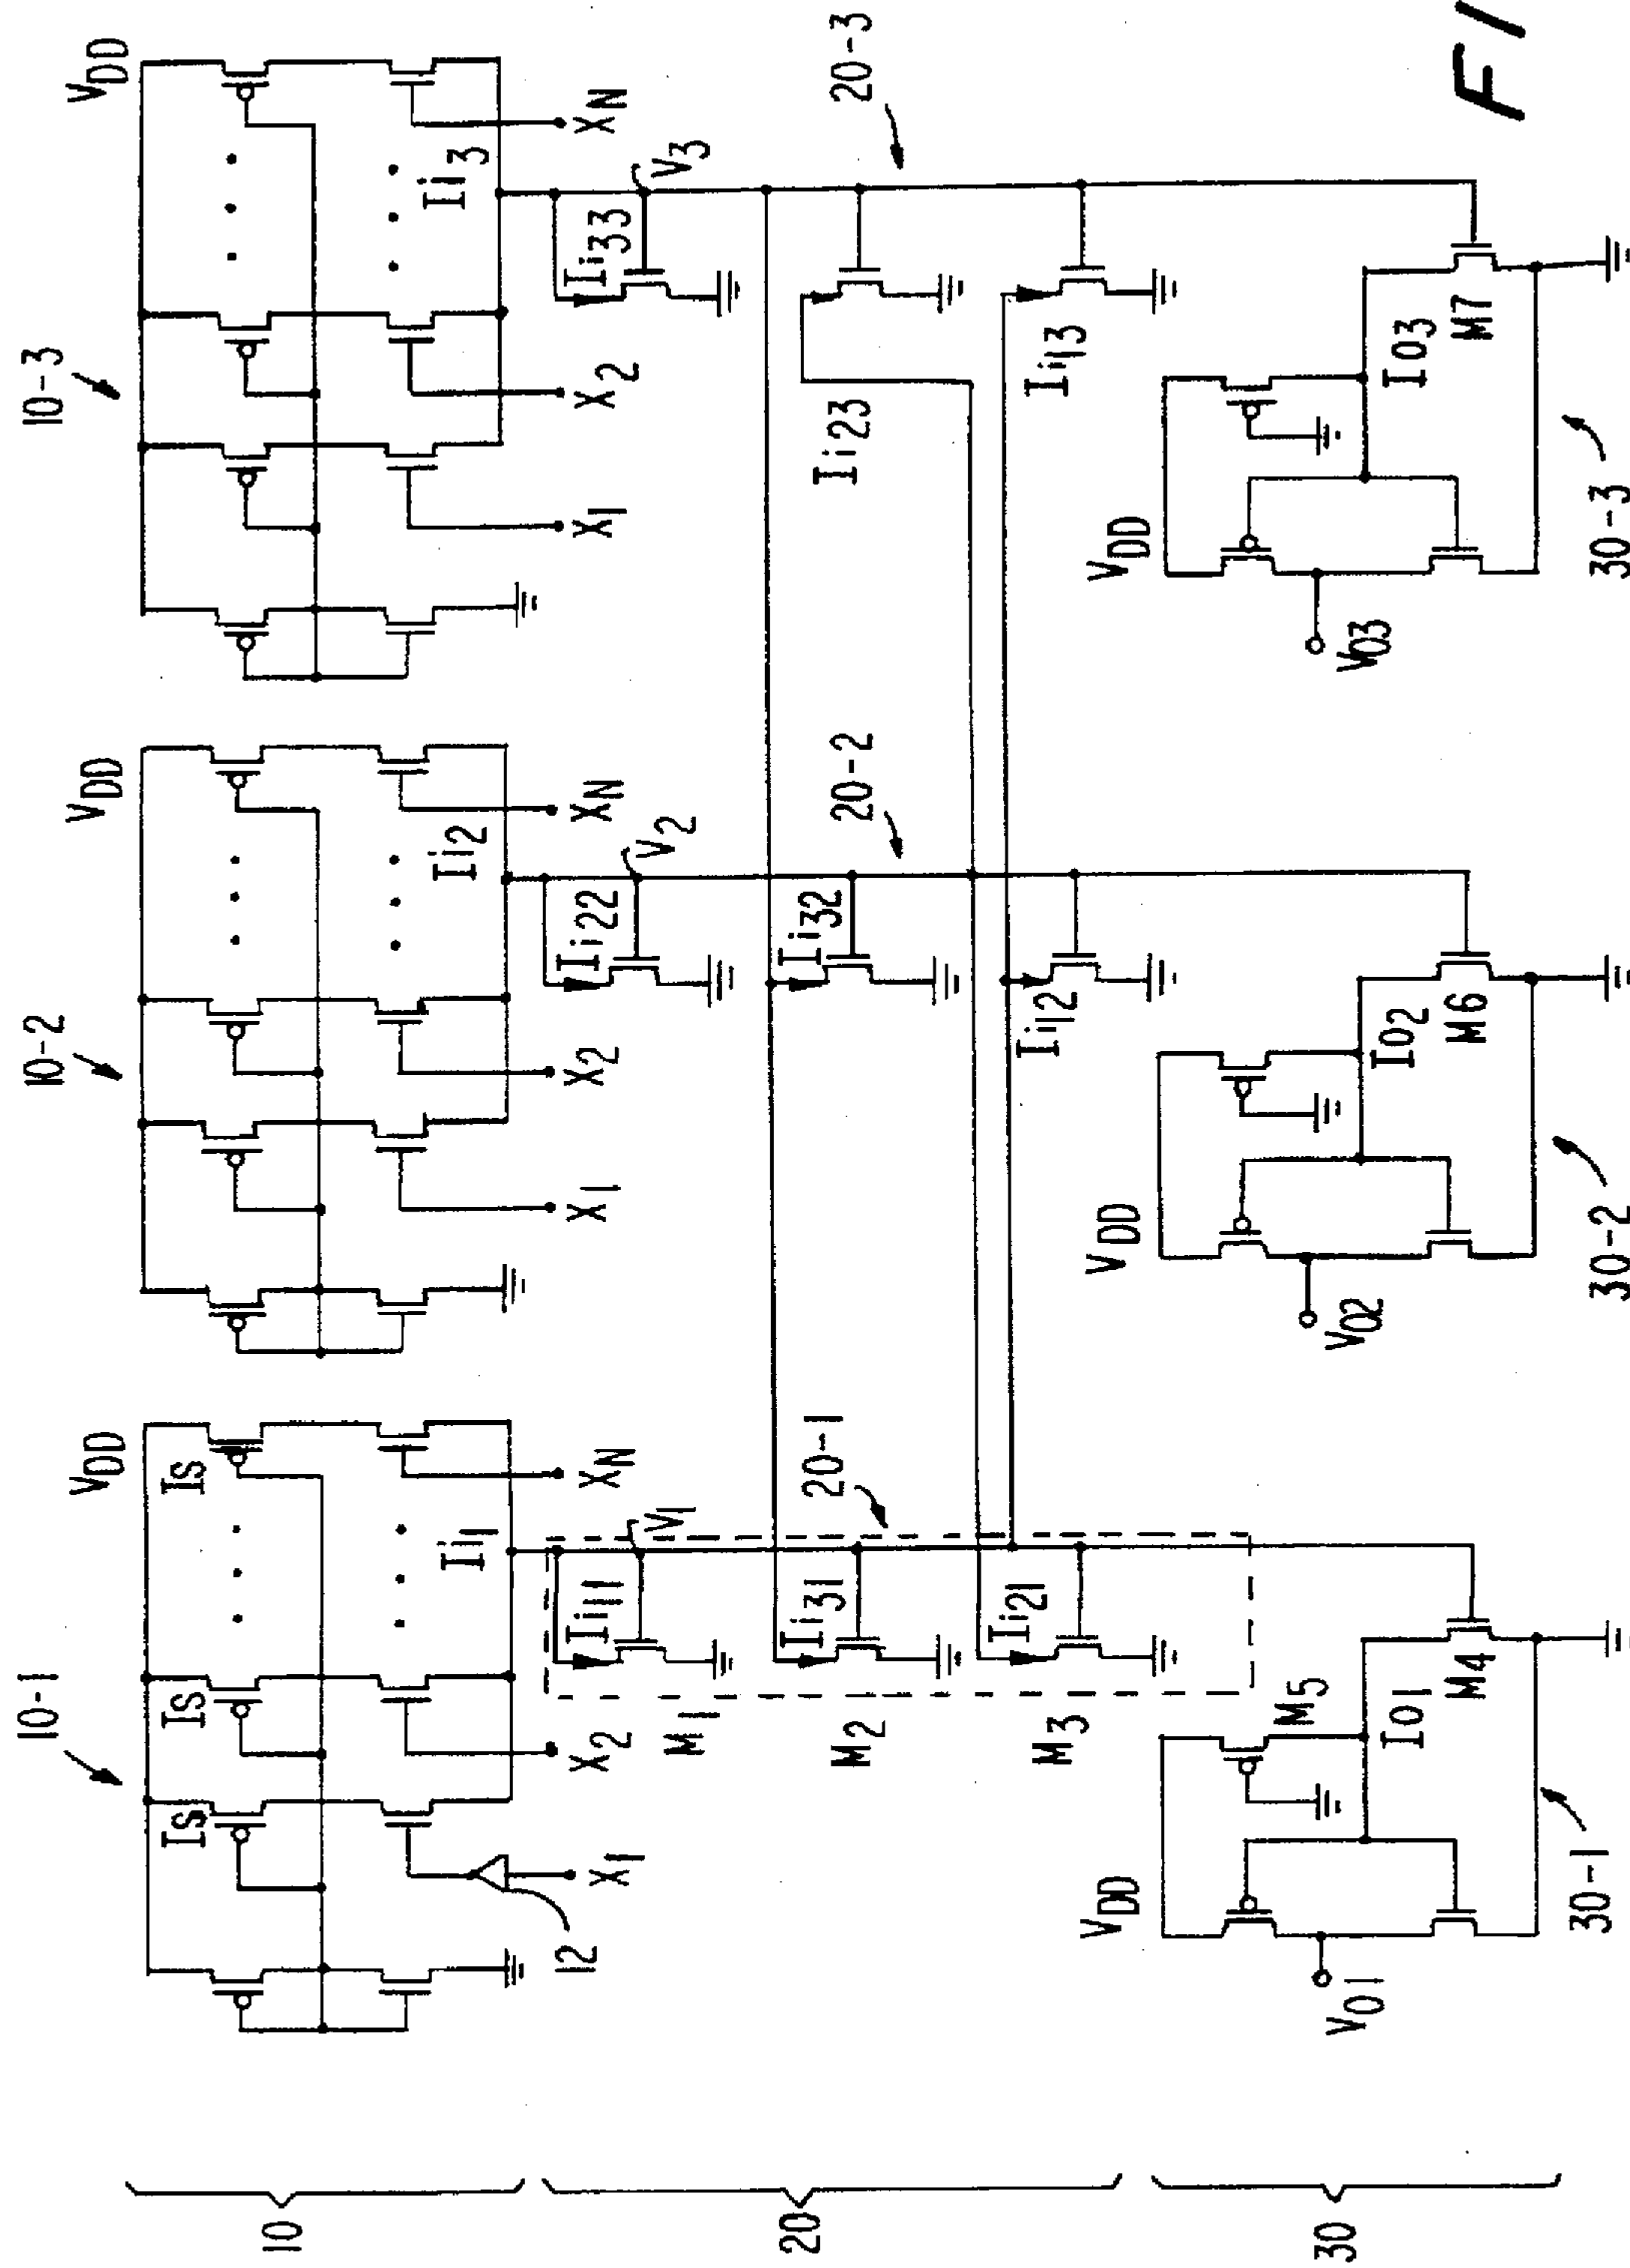 10-1
10-2
10-3
VDD
VDD
VDD
IS
IS
IS
Ii1
Ii2
Ii3
12
X1
X2
XN
X1
X2
XN
X1
X2
XN
10
20
30
V1
V2
V3
Ii11
Ii22
Ii33
M1
20-1
20-2
20-3
Ii31
Ii32
Ii23
M2
Ii21
Ii12
Ii13
M3
VDD
M5
VDD
VDD
IO1
IO2
IO3
M4
M6
M7
VO1
VO2
VO3
30-1
30-2
30-3